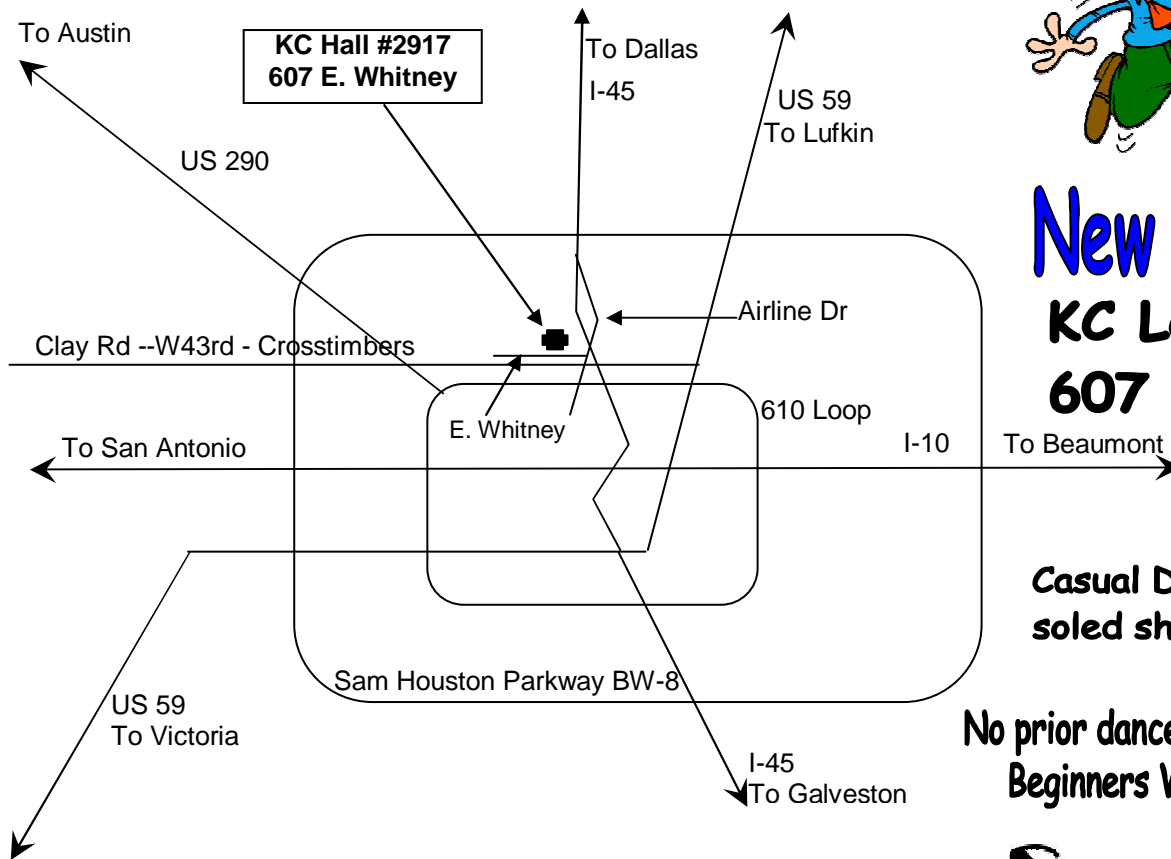 To Austin
KC Hall #2917
607 E. Whitney
To Dallas
I-45
US 59
To Lufkin
US 290
New
Airline Dr
KC L
Clay Rd --W43rd - Crosstimbers
607
610 Loop
E. Whitney
I-10
To Beaumont
To San Antonio
Casual D
soled sh
Sam Houston Parkway BW-8
US 59
To Victoria
No prior dance
Beginners W
I-45
To Galveston